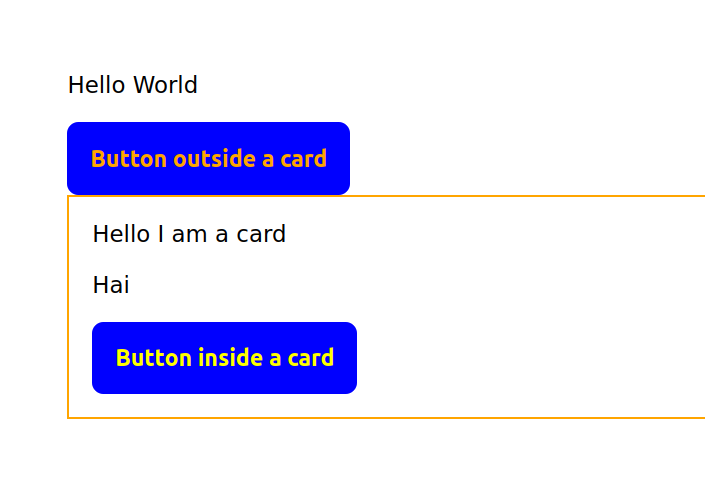 Hello World
Button outside a card
Hello I am a card
Hai
Button inside a card